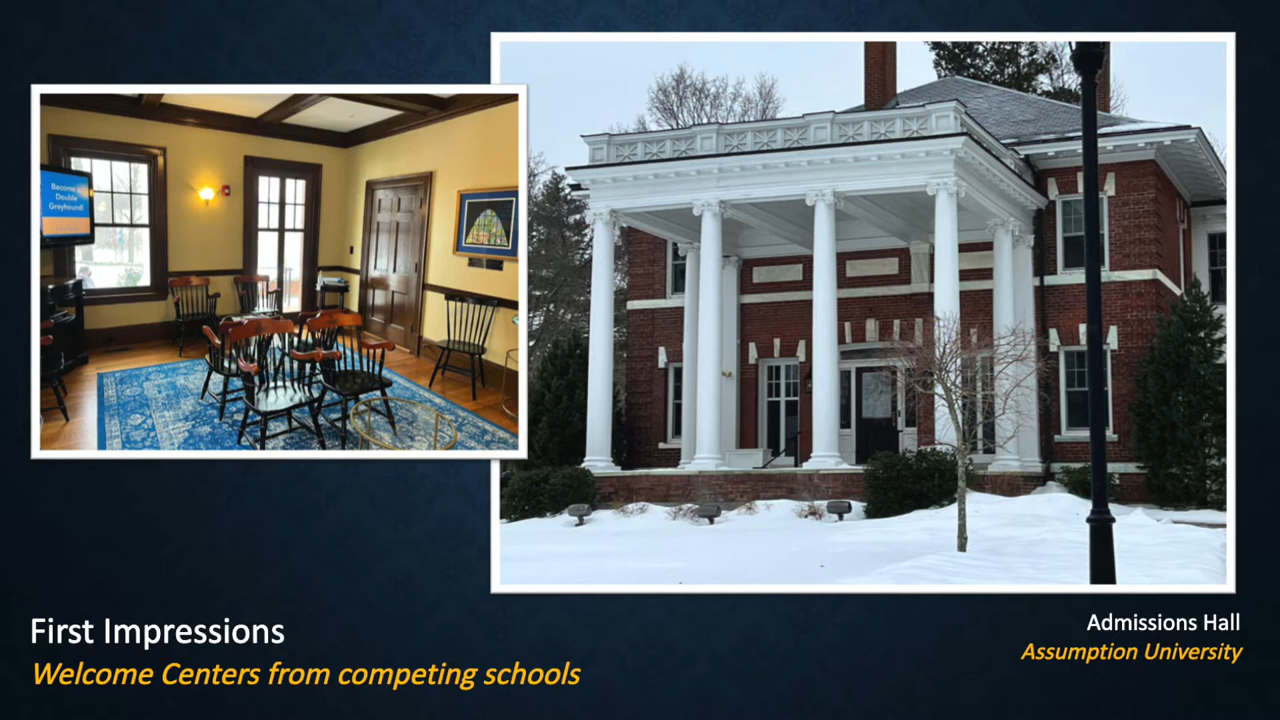 Become a
Double
Greyhound!
First Impressions
Welcome Centers from competing schools
Admissions Hall
Assumption University